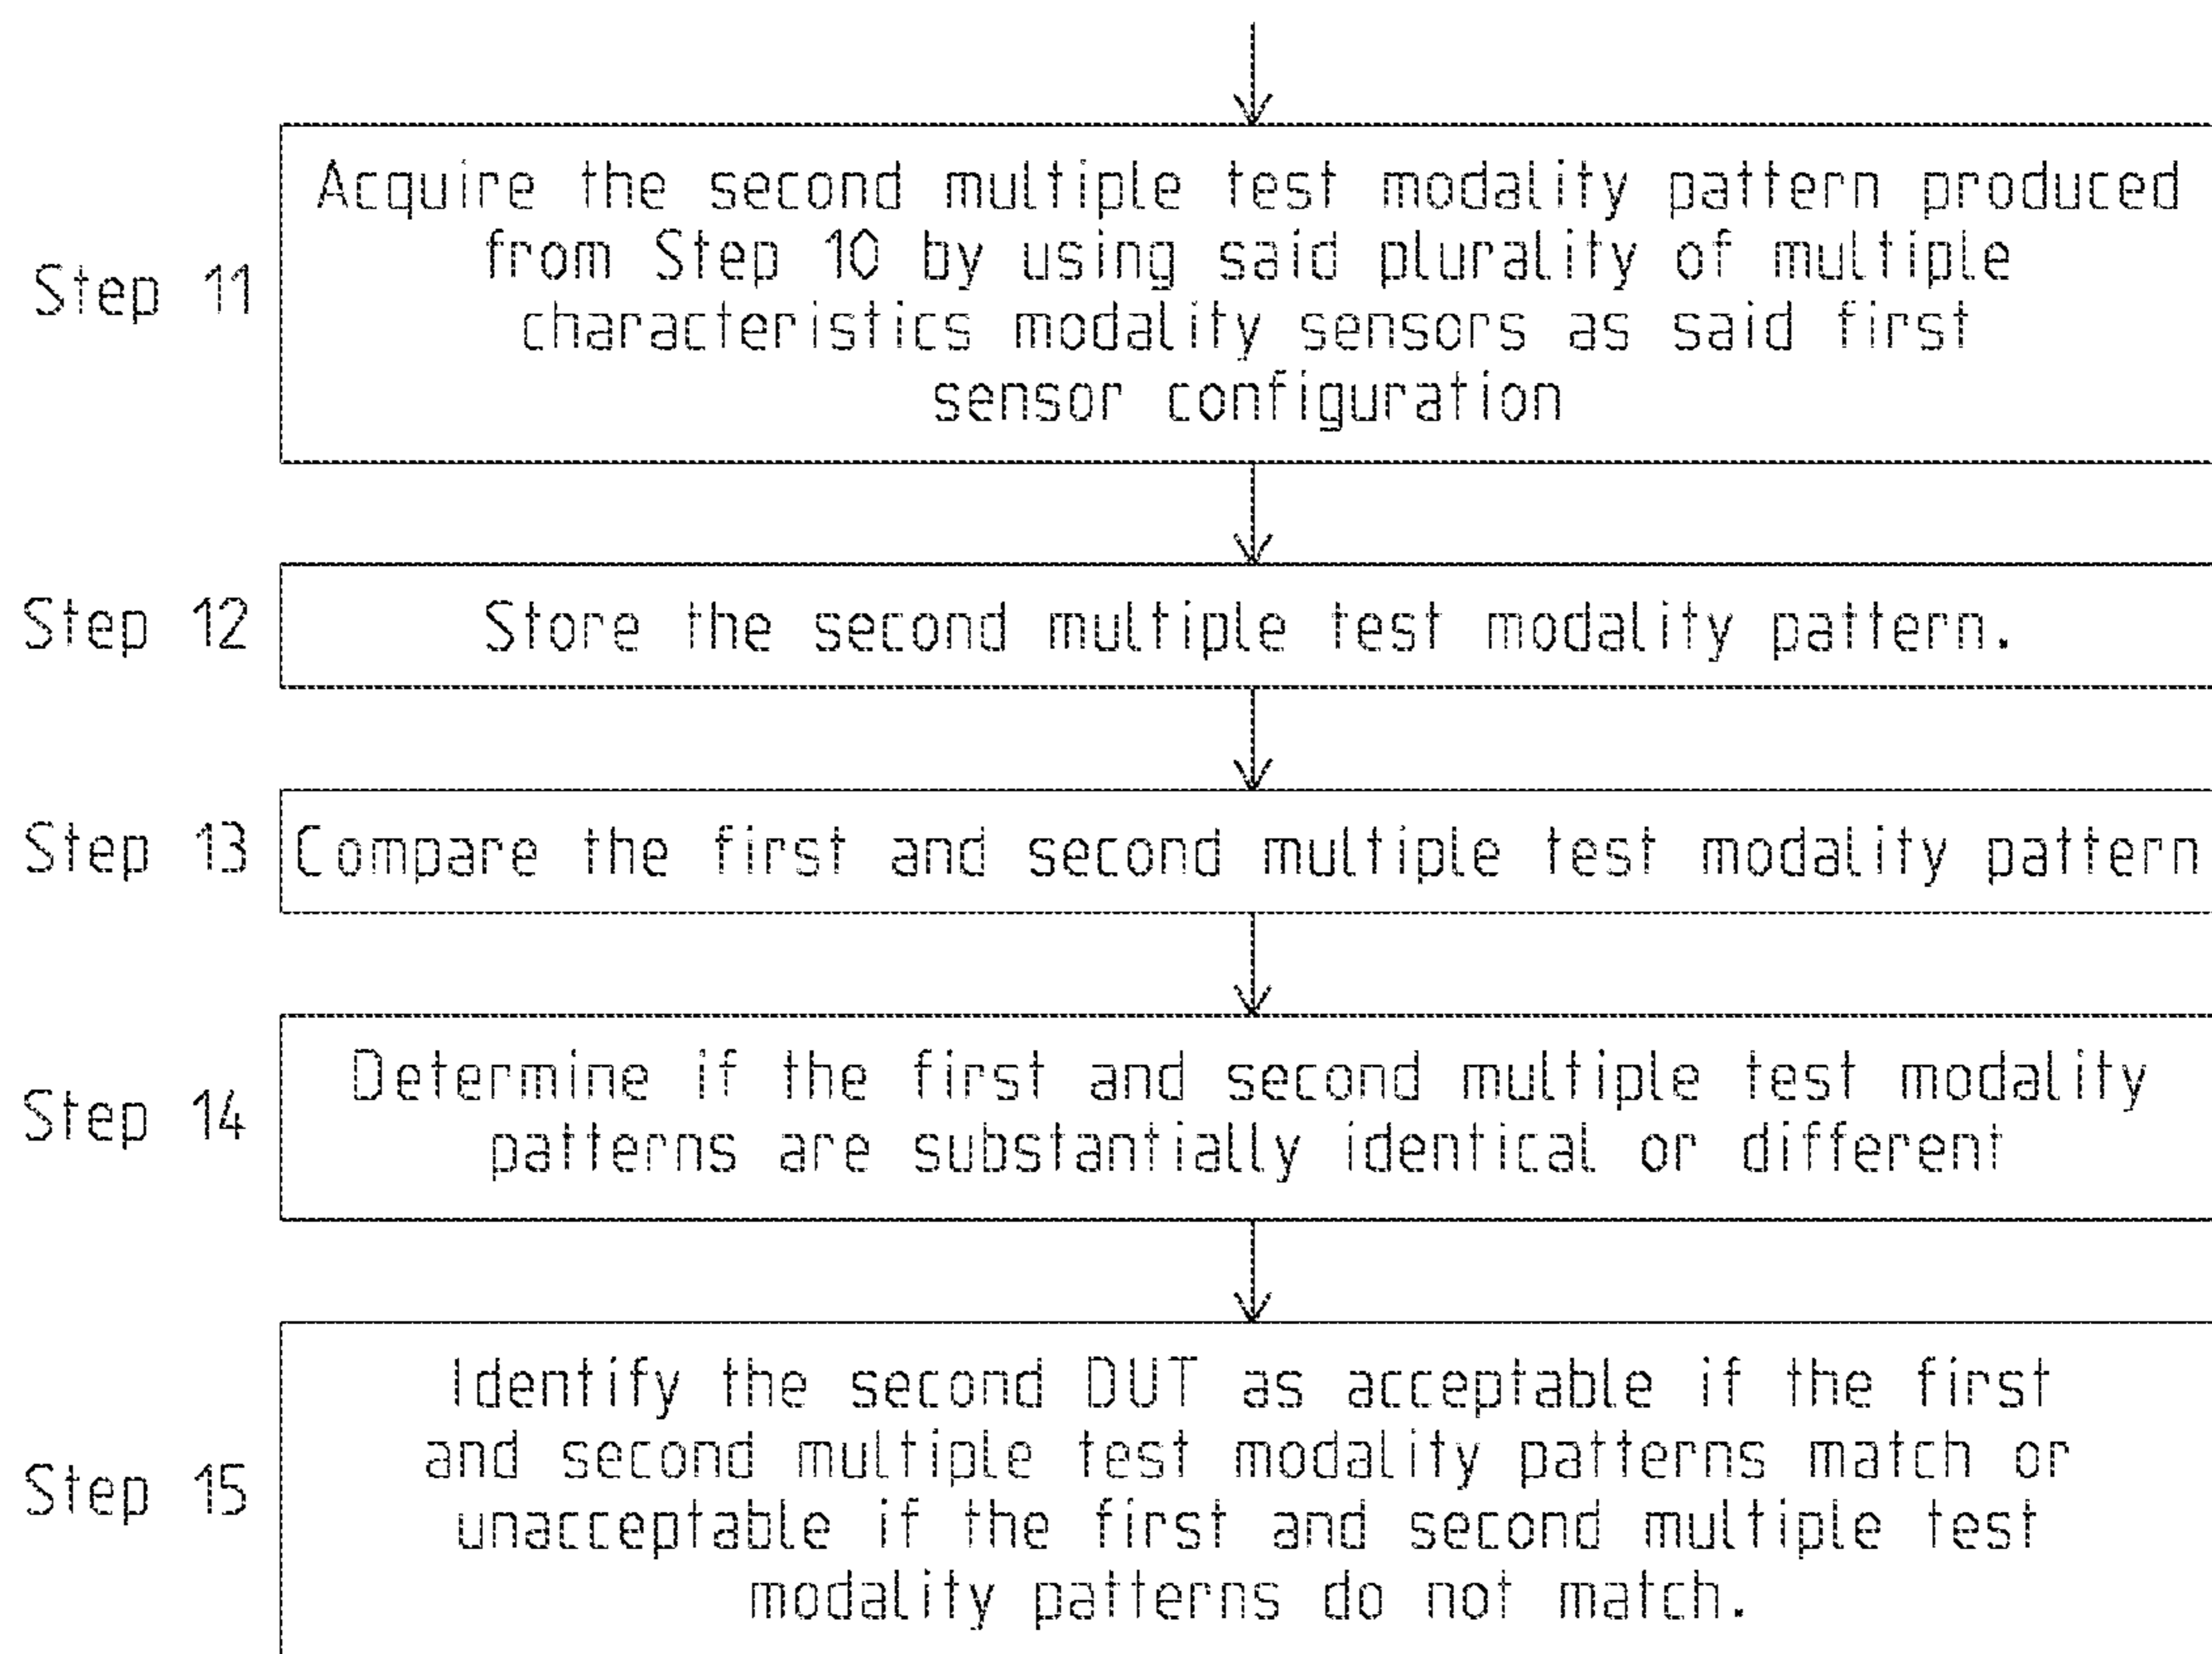 Step 11
Acquire the second multiple test modality pattern produced
from Step 10 by using said plurality of multiple
characteristics modality sensors as said first
sensor configuration
Step 12
Store the second multiple test modality pattern.
Step 13
Compare the first and second multiple test modality pattern
Step 14
Determine if the first and second multiple test modality
patterns are substantially identical or different
Step 15
Identify the second DUT as acceptable if the first
and second multiple test modality patterns match or
unacceptable if the first and second multiple test
modality patterns do not match.